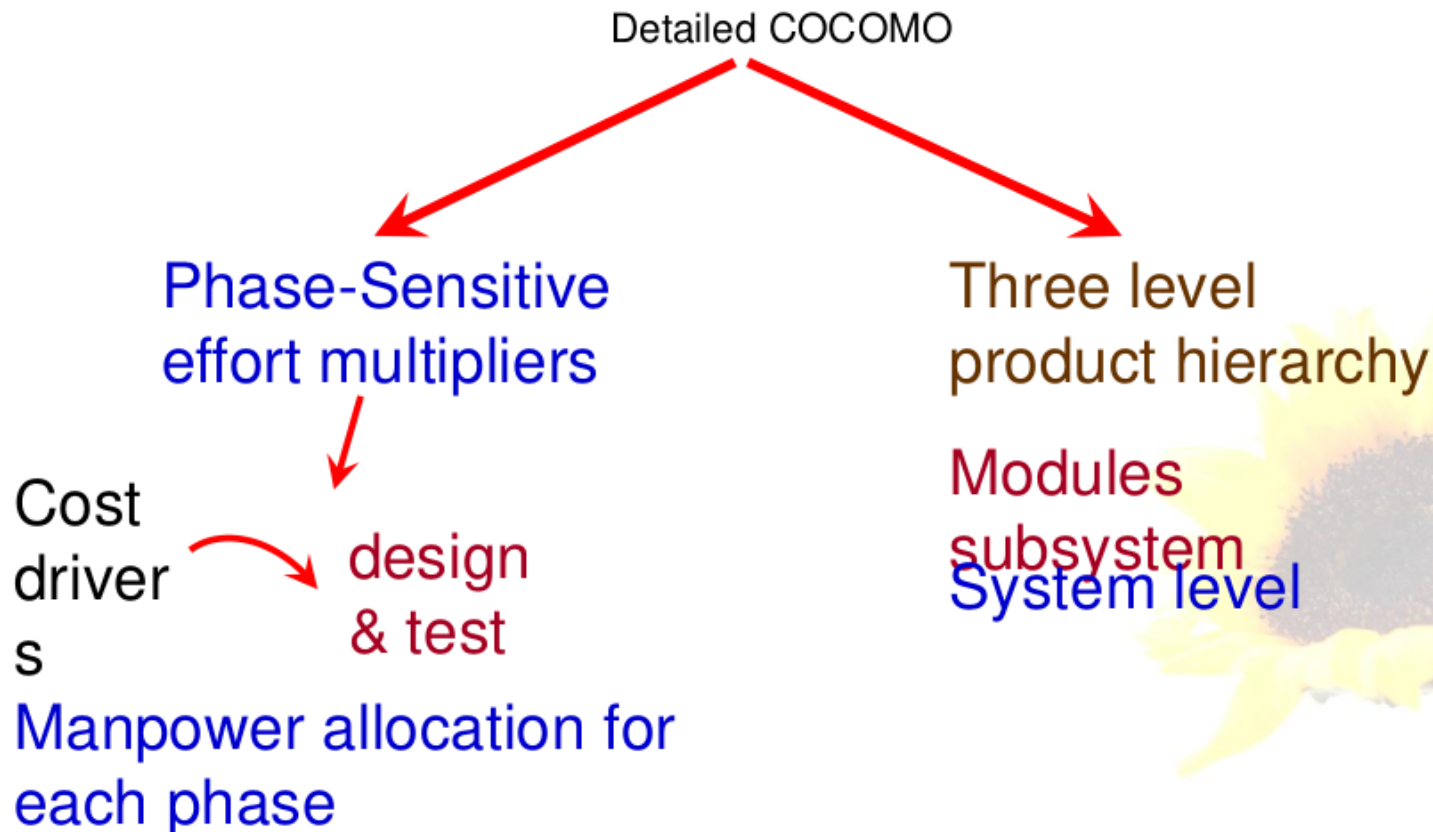 Detailed COCOMO
Phase-Sensitive
effort multipliers
Three level
product hierarchy
Cost
driver
s
design
& test
Modules
subsystem
System level
Manpower allocation for
each phase